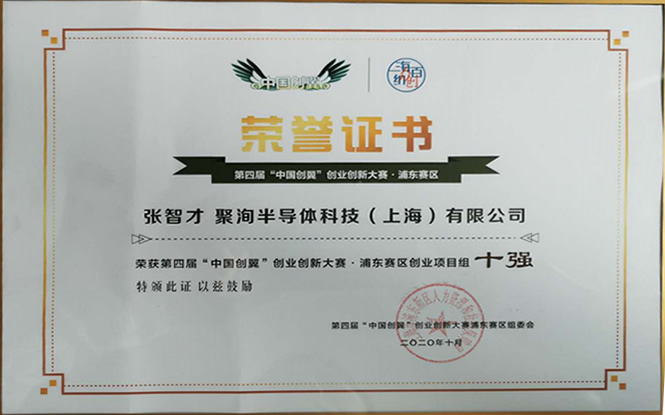 中国创翼
海纳百创
荣誉证书
第四届“中国创翼”创业创新大赛·浦东赛区
张智才 聚洵半导体科技（上海）有限公司
荣获第四届“中国创翼”创业创新大赛·浦东赛区创业项目组 十强
特颁此证 以兹鼓励
第四届“中国创翼”创业创新大赛浦东赛区组委会
二〇二〇年十月